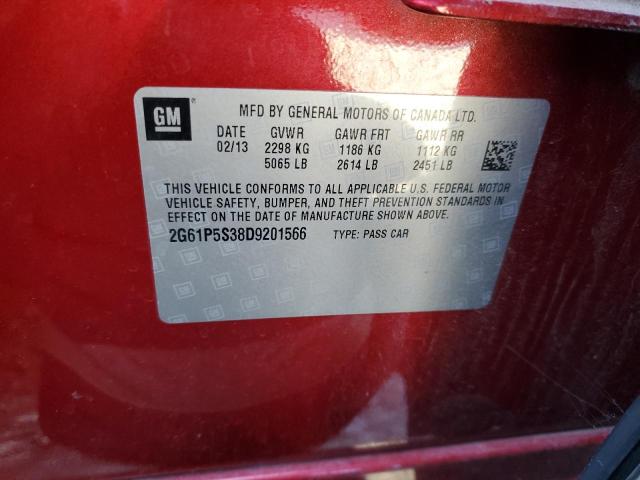 GM® MFD BY GENERAL MOTORS OF CANADA LTD.
DATE GVWR GAWR FRT GAWR RR
02/13 2298 KG 1186 KG 1112 KG
5065 LB 2614 LB 2451 LB
THIS VEHICLE CONFORMS TO ALL APPLICABLE U.S. FEDERAL MOTOR
VEHICLE SAFETY, BUMPER, AND THEFT PREVENTION STANDARDS IN
EFFECT ON THE DATE OF MANUFACTURE SHOWN ABOVE.
2G61P5S38D9201566 TYPE: PASS CAR